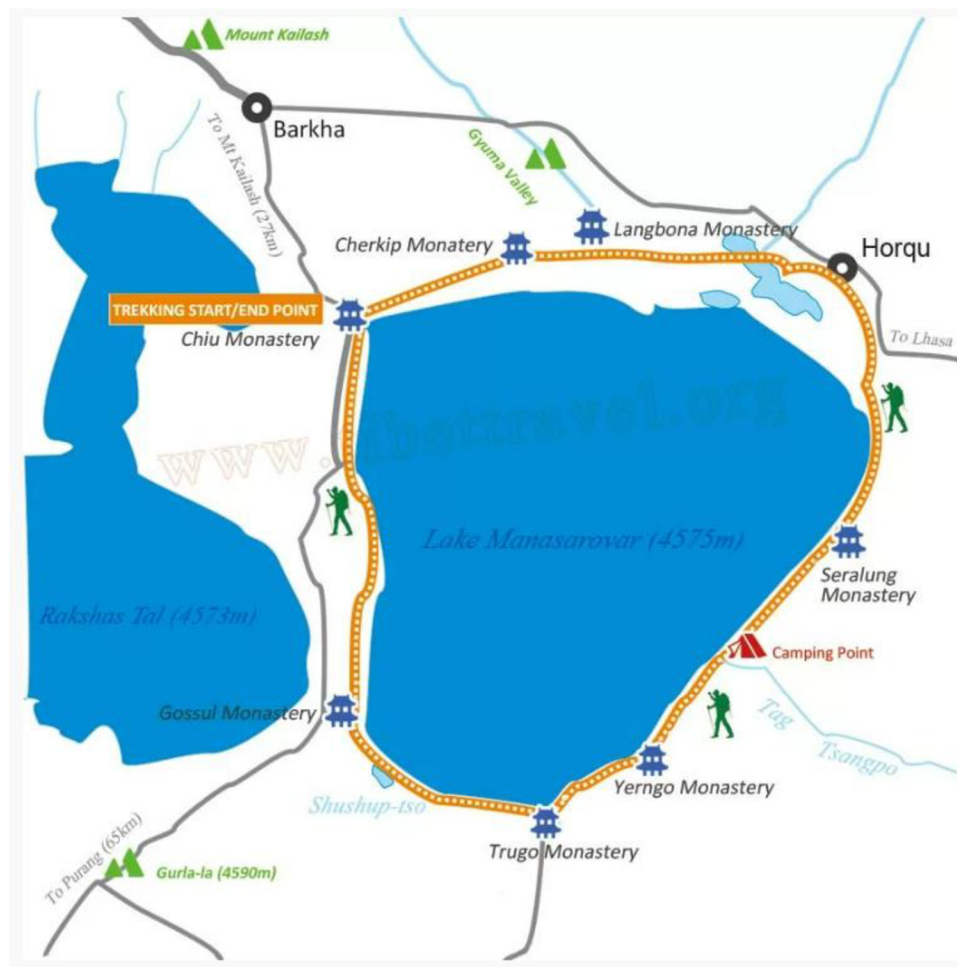 Mount Kailash
Barkha
To Mt Kailash (27km)
Gyuma Valley
Cherkip Monatery
Langbona Monastery
Horqu
TREKKING START/END POINT
Chiu Monastery
To Lhasa
www.tibettravel.org
Lake Manasarovar (4575m)
Seralung
Monastery
Rakshas Tal (4573m)
Camping Point
Gossul Monastery
Tag
Tsangpo
Yerngo Monastery
Shushup-tso
Trugo Monastery
To Purang (65km)
Gurla-la (4590m)